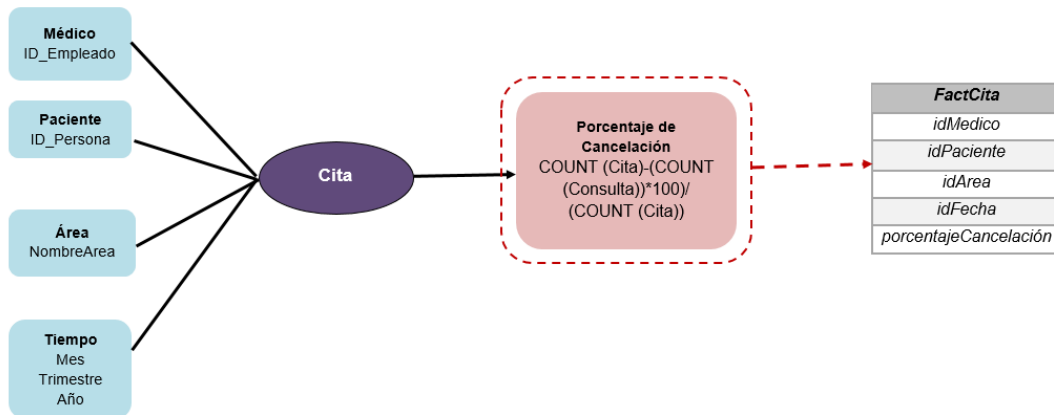 Médico
ID_Empleado
Paciente
ID_Persona
Área
NombreArea
Tiempo
Mes
Trimestre
Año
Cita
Porcentaje de
Cancelación
COUNT (Cita)-(COUNT
(Consulta))*100)/
(COUNT (Cita))
FactCita
idMedico
idPaciente
idArea
idFecha
porcentajeCancelación